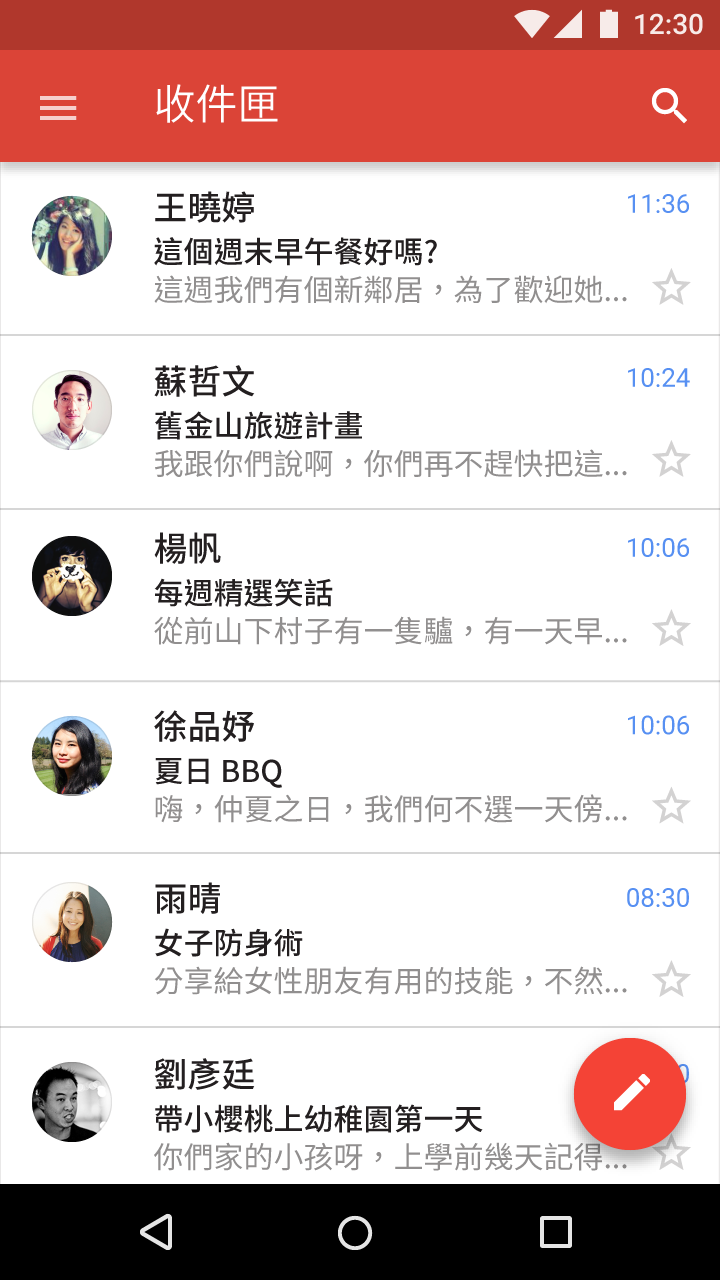 12:30
收件匣
王曉婷 11:36
這個週末早午餐好嗎?
這週我們有個新鄰居，為了歡迎她...
蘇哲文 10:24
舊金山旅遊計畫
我跟你們說啊，你們再不趕快把這...
楊帆 10:06
每週精選笑話
從前山下村子有一隻驢，有一天早...
徐品妤 10:06
夏日 BBQ
嗨，仲夏之日，我們何不選一天傍...
雨晴 08:30
女子防身術
分享給女性朋友有用的技能，不然...
劉彥廷
帶小櫻桃上幼稚園第一天
你們家的小孩呀，上學前幾天記得...